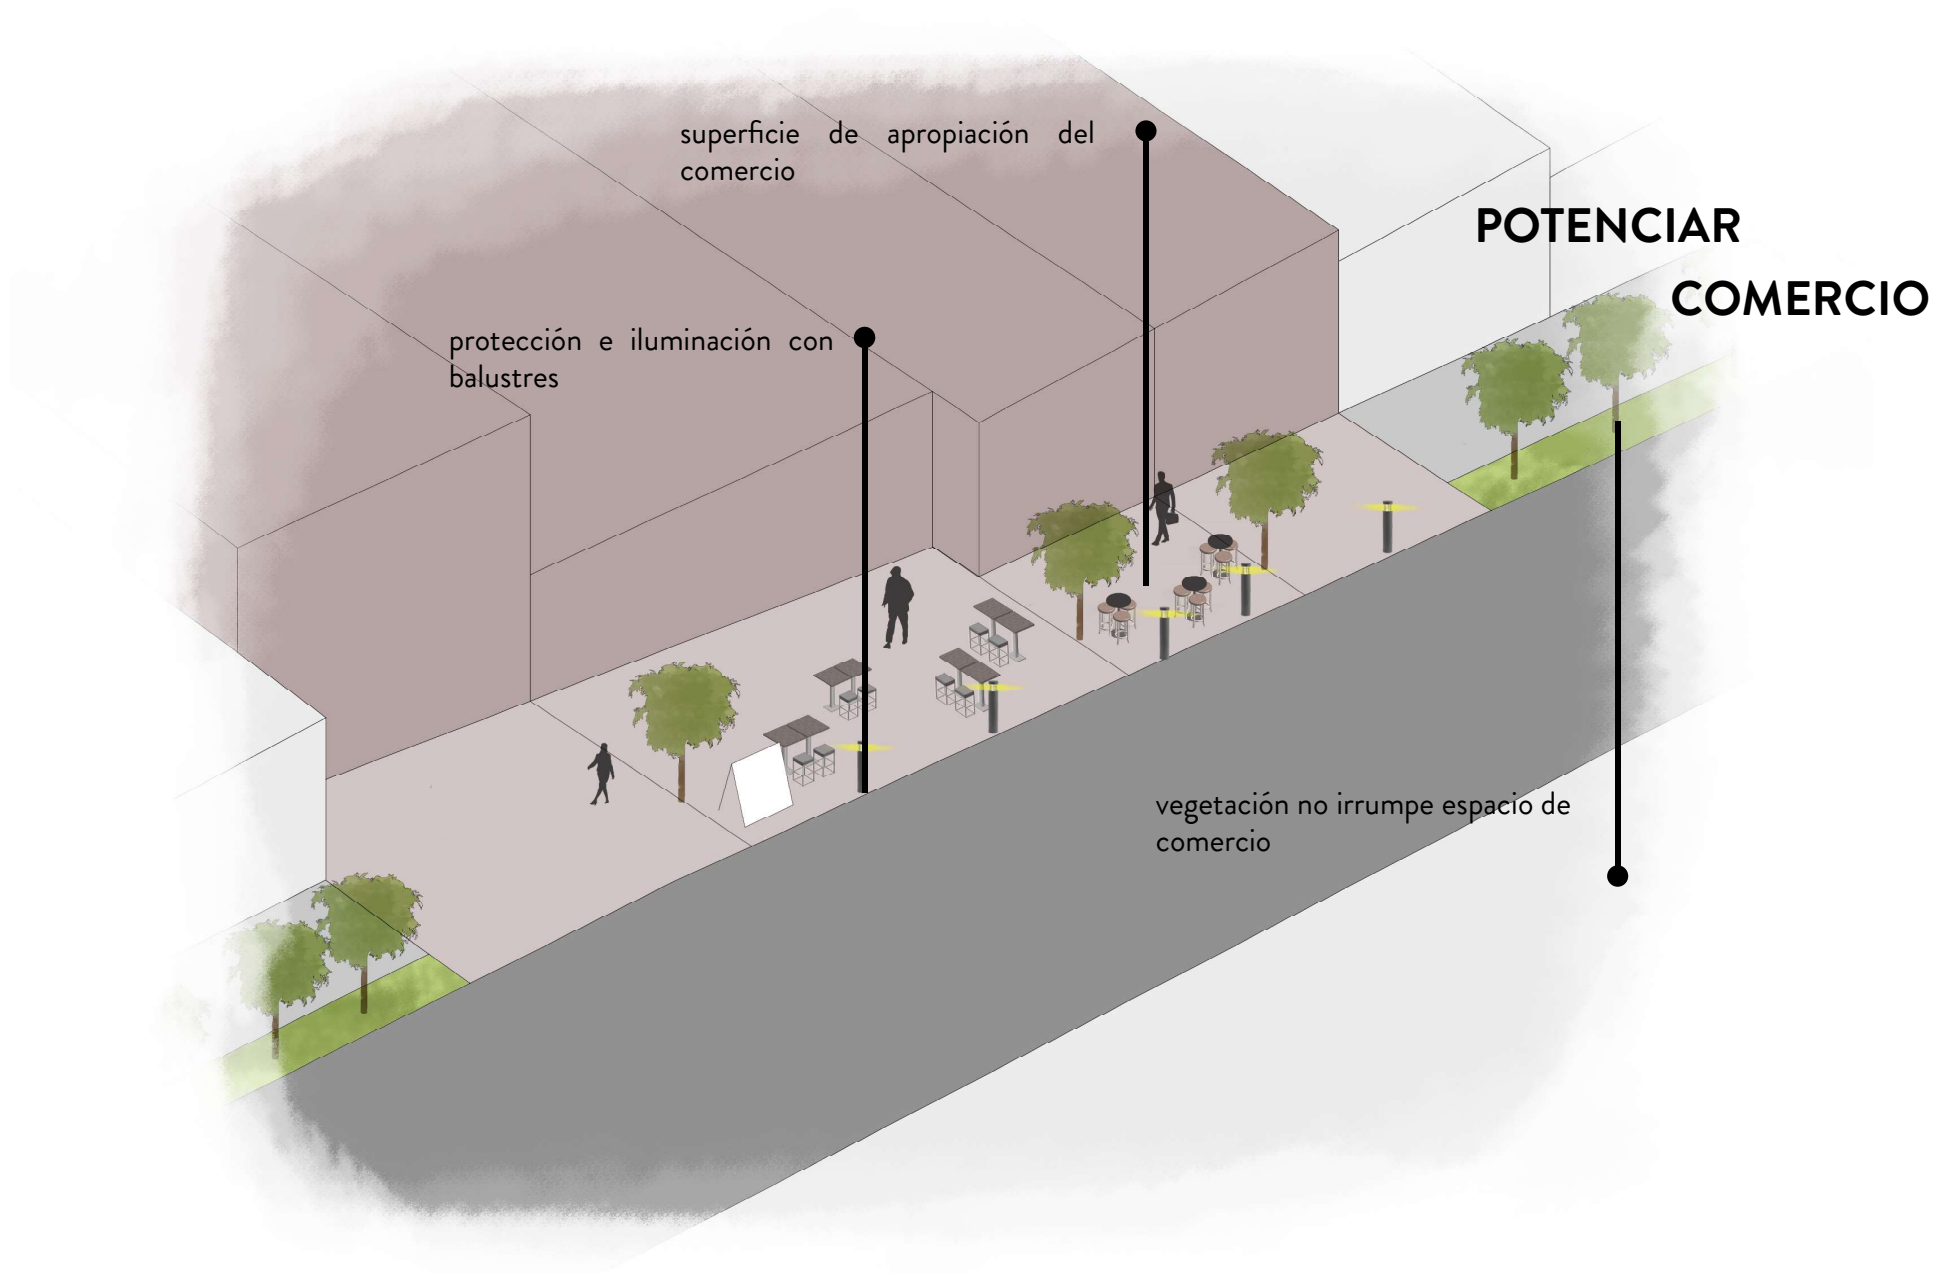 superficie de apropiación del
comercio
POTENCIAR
COMERCIO
protección e iluminación con
balustres
vegetación no irrumpe espacio de
comercio